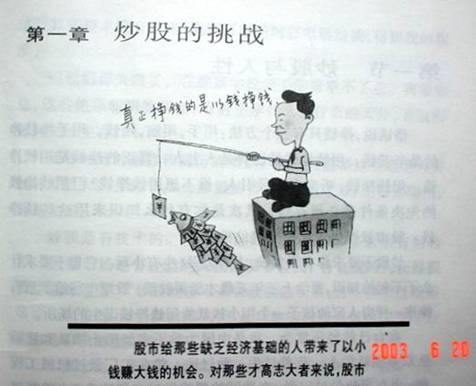 第一章 炒股的挑战
真正挣钱的是以钱挣钱
¥
股市给那些缺乏经济基础的人带来了以小
钱赚大钱的机会。对那些才高志大者来说，股市
2003 6 20